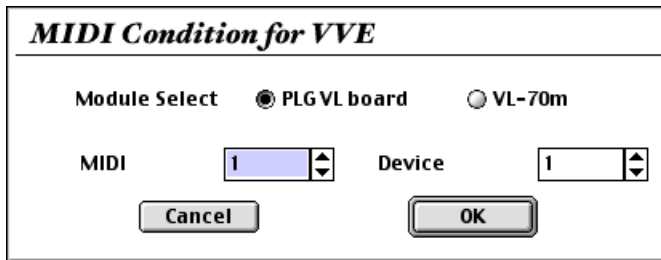 MIDI Condition for VVE
Module Select PLG VL board VL-70m
MIDI 1 Device 1
Cancel OK